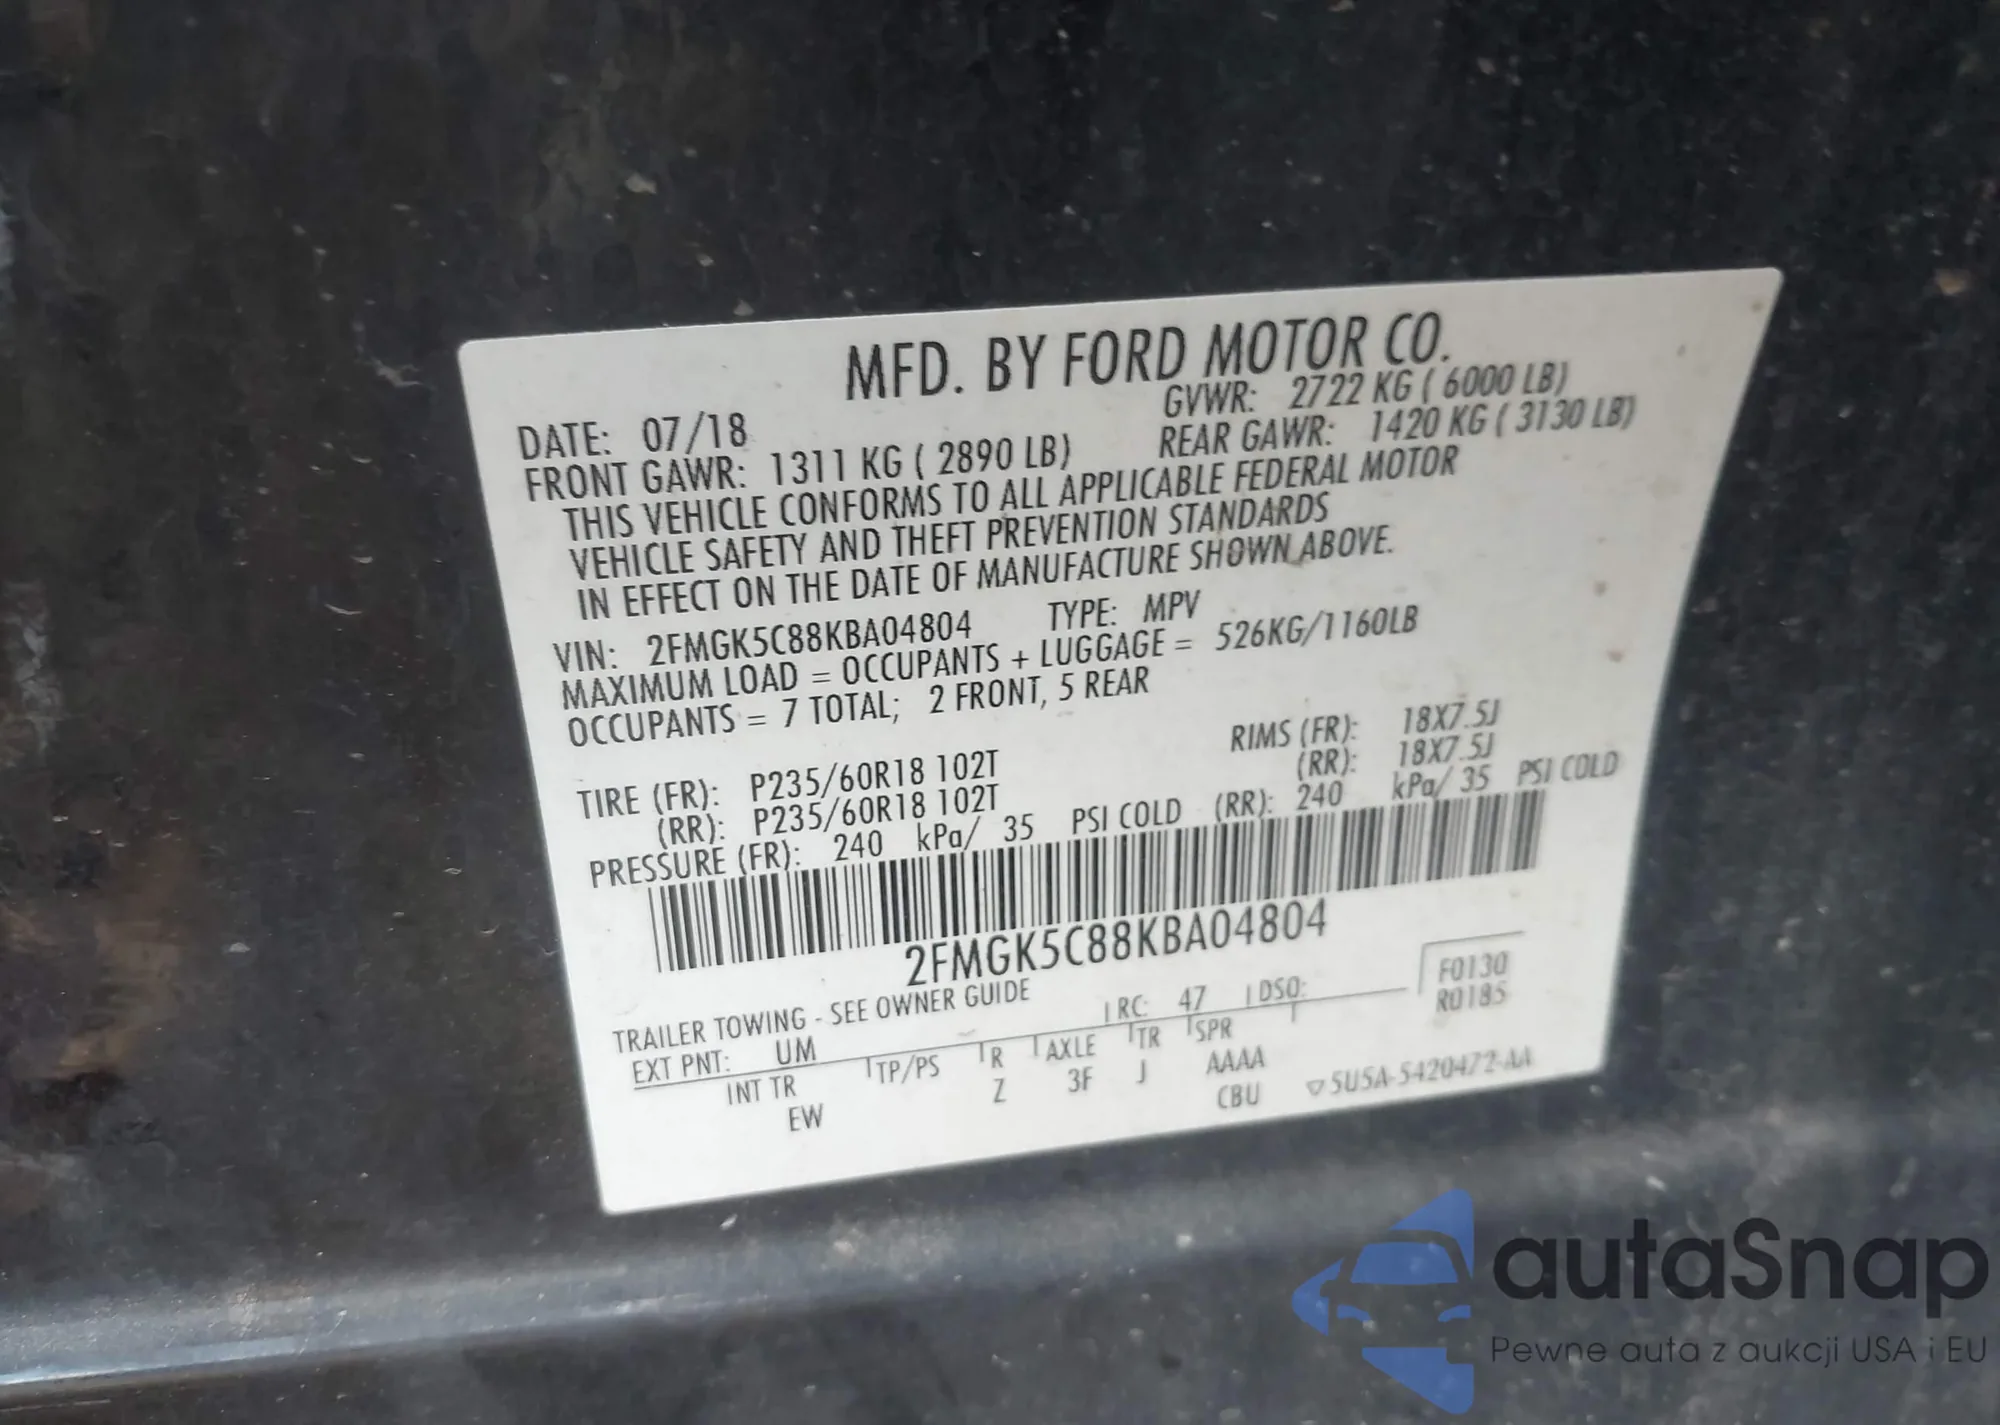 MFD. BY FORD MOTOR CO.
DATE: 07/18 GVWR: 2722 KG ( 6000 LB)
FRONT GAWR: 1311 KG ( 2890 LB) REAR GAWR: 1420 KG ( 3130 LB)
THIS VEHICLE CONFORMS TO ALL APPLICABLE FEDERAL MOTOR
VEHICLE SAFETY AND THEFT PREVENTION STANDARDS
IN EFFECT ON THE DATE OF MANUFACTURE SHOWN ABOVE.
VIN: 2FMGK5C88KBA04804 TYPE: MPV
MAXIMUM LOAD = OCCUPANTS + LUGGAGE = 526KG/1160LB
OCCUPANTS = 7 TOTAL; 2 FRONT, 5 REAR
TIRE (FR): P235/60R18 102T RIMS (FR): 18X7.5J
(RR): P235/60R18 102T (RR): 18X7.5J
PRESSURE (FR): 240 kPa/ 35 PSI COLD (RR): 240 kPa/ 35 PSI COLD
2FMGK5C88KBA04804
TRAILER TOWING - SEE OWNER GUIDE
F0130
EXT PNT: UM RC: 47 DSO: R0185
INT TR TP/PS R AXLE TR SPR
EW Z 3F J AAAA
CBU ▽5U5A-5420472-AA
autaSnap
Pewne auta z aukcji USA i EU